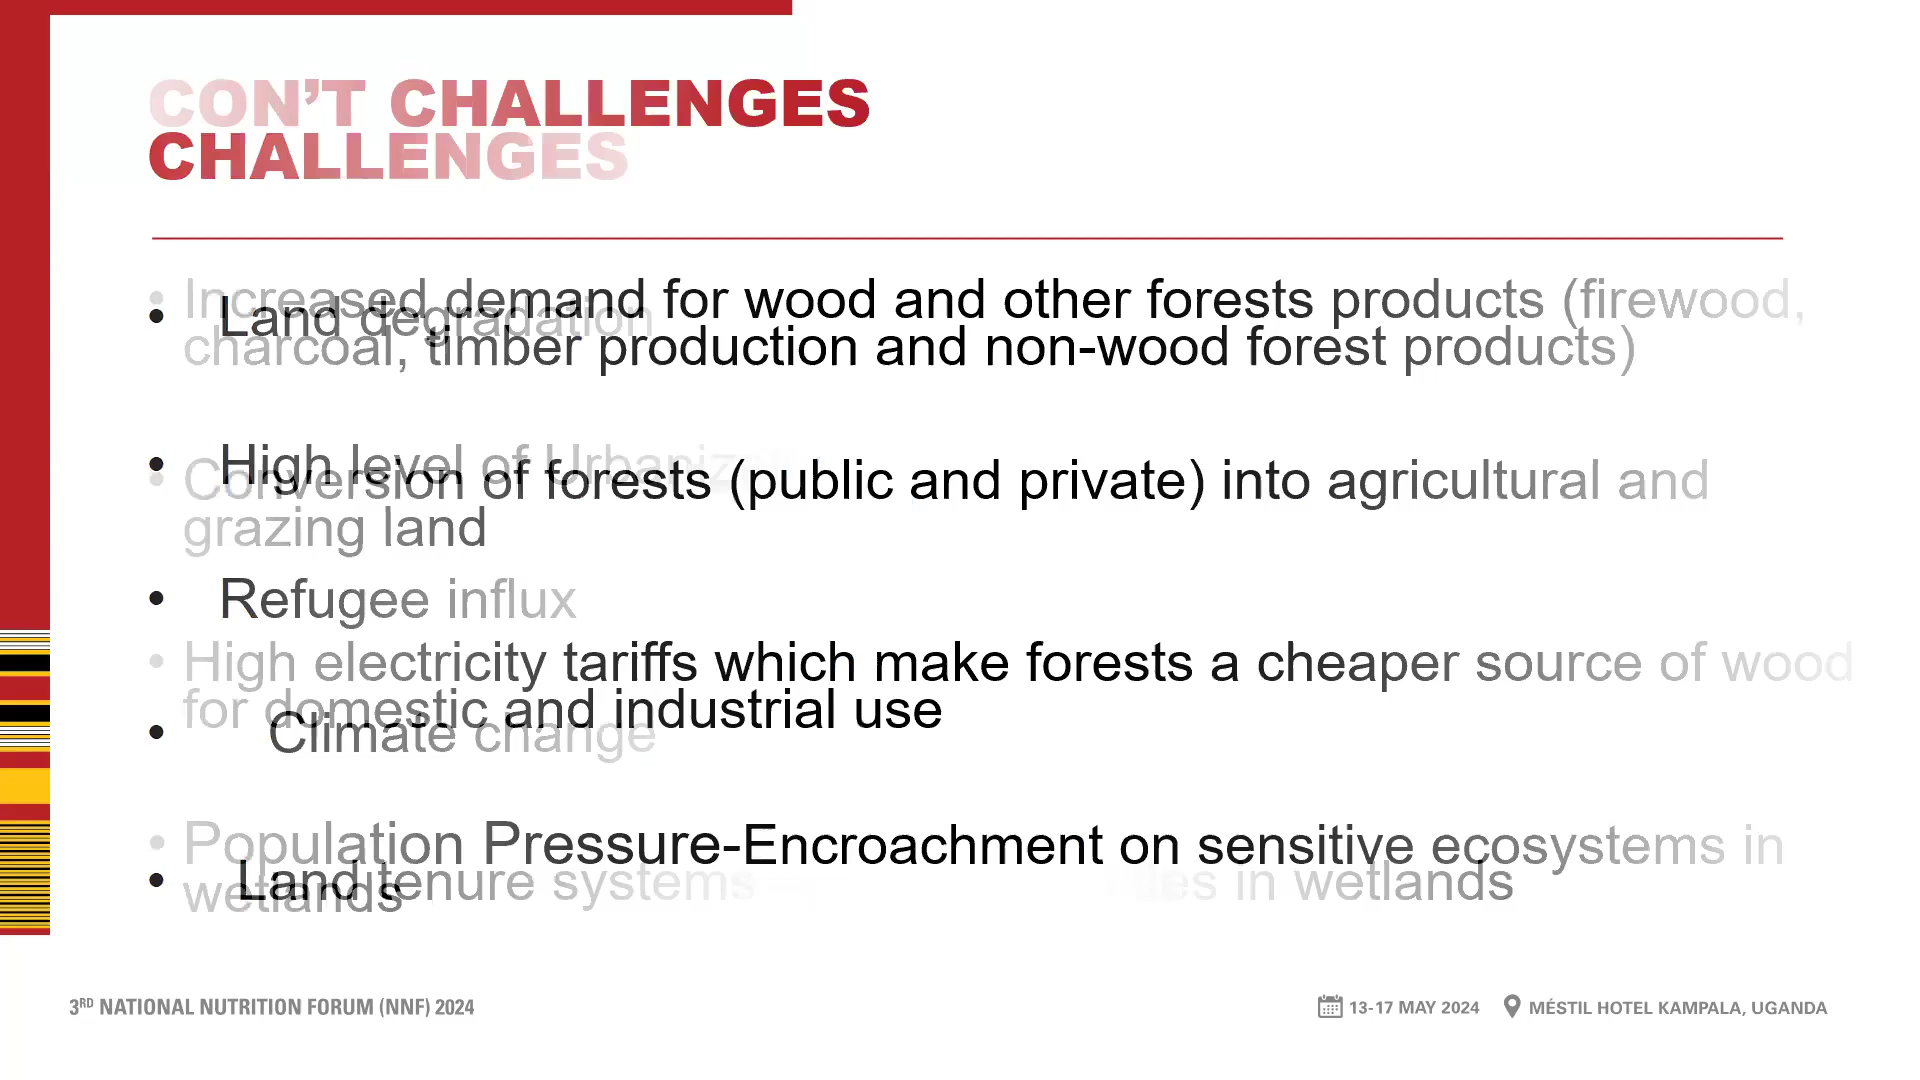 CON'T CHALLENGES
CHALLENGES
• Increased demand for wood and other forests products (firewood,
• Land degradation
charcoal, timber production and non-wood forest products)
• High level of
• Conversion of forests (public and private) into agricultural and
grazing land
• Refugee influx
• High electricity tariffs which make forests a cheaper source of wood
for domestic and industrial use
• Climate change
• Population Pressure-Encroachment on sensitive ecosystems in
wetlands
• Land tenure systems in wetlands
3RD NATIONAL NUTRITION FORUM (NNF) 2024
13-17 MAY 2024 MÉSTIL HOTEL KAMPALA, UGANDA